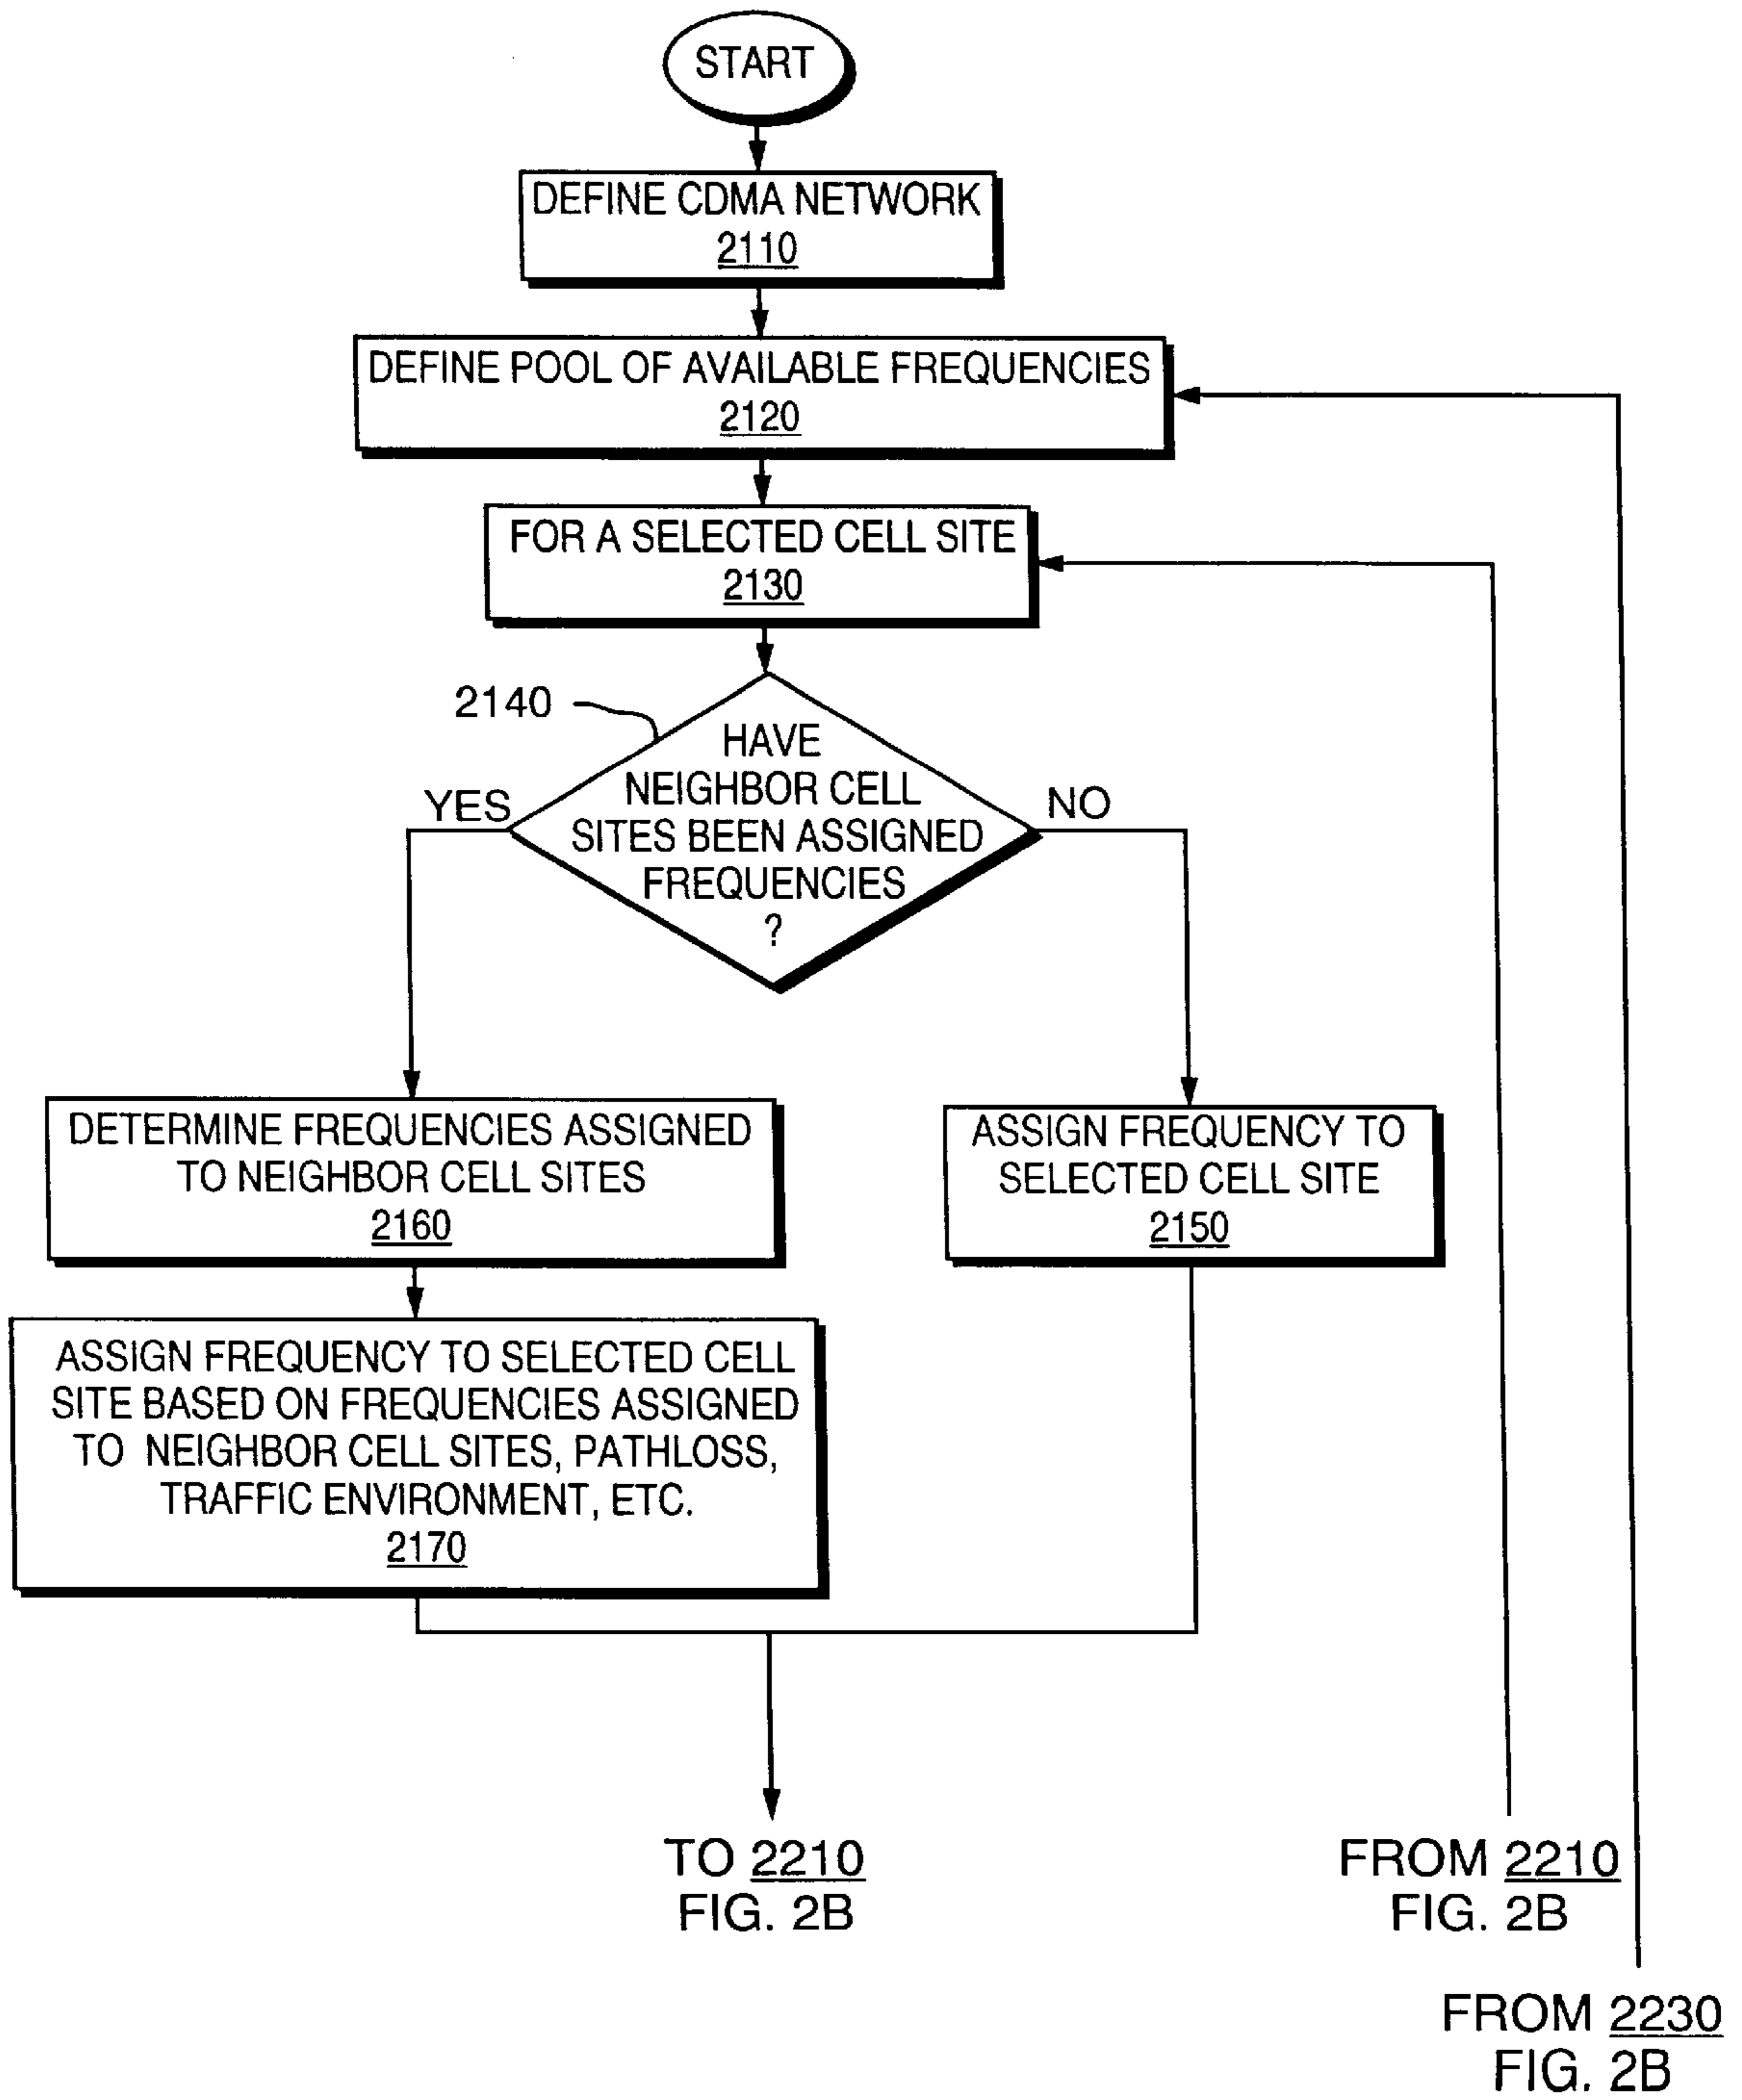 START
DEFINE CDMA NETWORK
2110
DEFINE POOL OF AVAILABLE FREQUENCIES
2120
FOR A SELECTED CELL SITE
2130
2140
HAVE
NEIGHBOR CELL
SITES BEEN ASSIGNED
FREQUENCIES
?
YES
NO
DETERMINE FREQUENCIES ASSIGNED
TO NEIGHBOR CELL SITES
2160
ASSIGN FREQUENCY TO
SELECTED CELL SITE
2150
ASSIGN FREQUENCY TO SELECTED CELL
SITE BASED ON FREQUENCIES ASSIGNED
TO NEIGHBOR CELL SITES, PATHLOSS,
TRAFFIC ENVIRONMENT, ETC.
2170
TO 2210
FIG. 2B
FROM 2210
FIG. 2B
FROM 2230
FIG. 2B